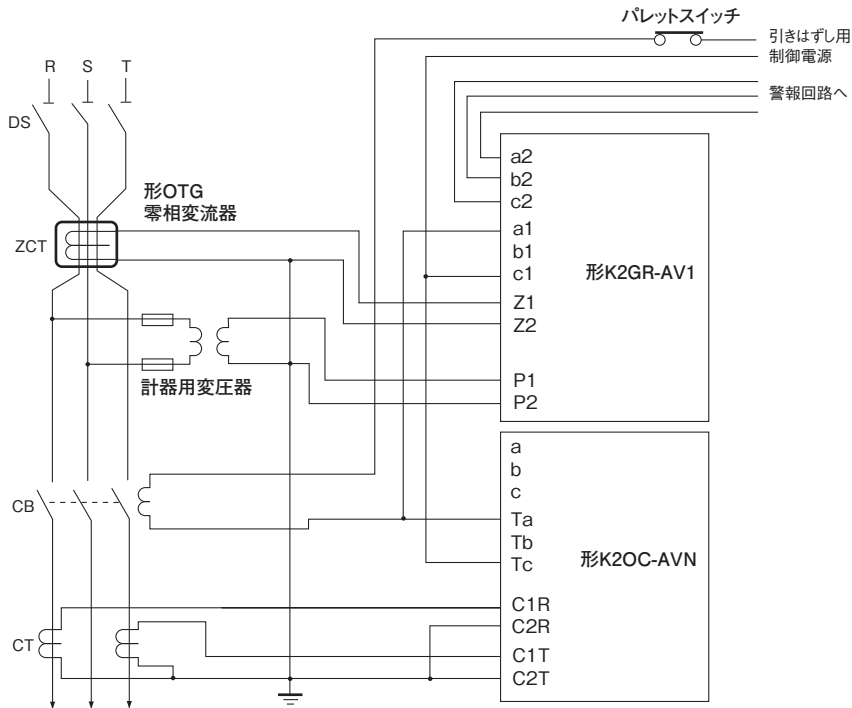 パレットスイッチ
引きはずし用
制御電源
警報回路へ
R S T
DS
形OTG
零相変流器
ZCT
計器用変圧器
CB
CT
a2
b2
c2
a1
b1
c1
Z1
Z2
P1
P2
形K2GR-AV1
a
b
c
Ta
Tb
Tc
C1R
C2R
C1T
C2T
形K2OC-AVN